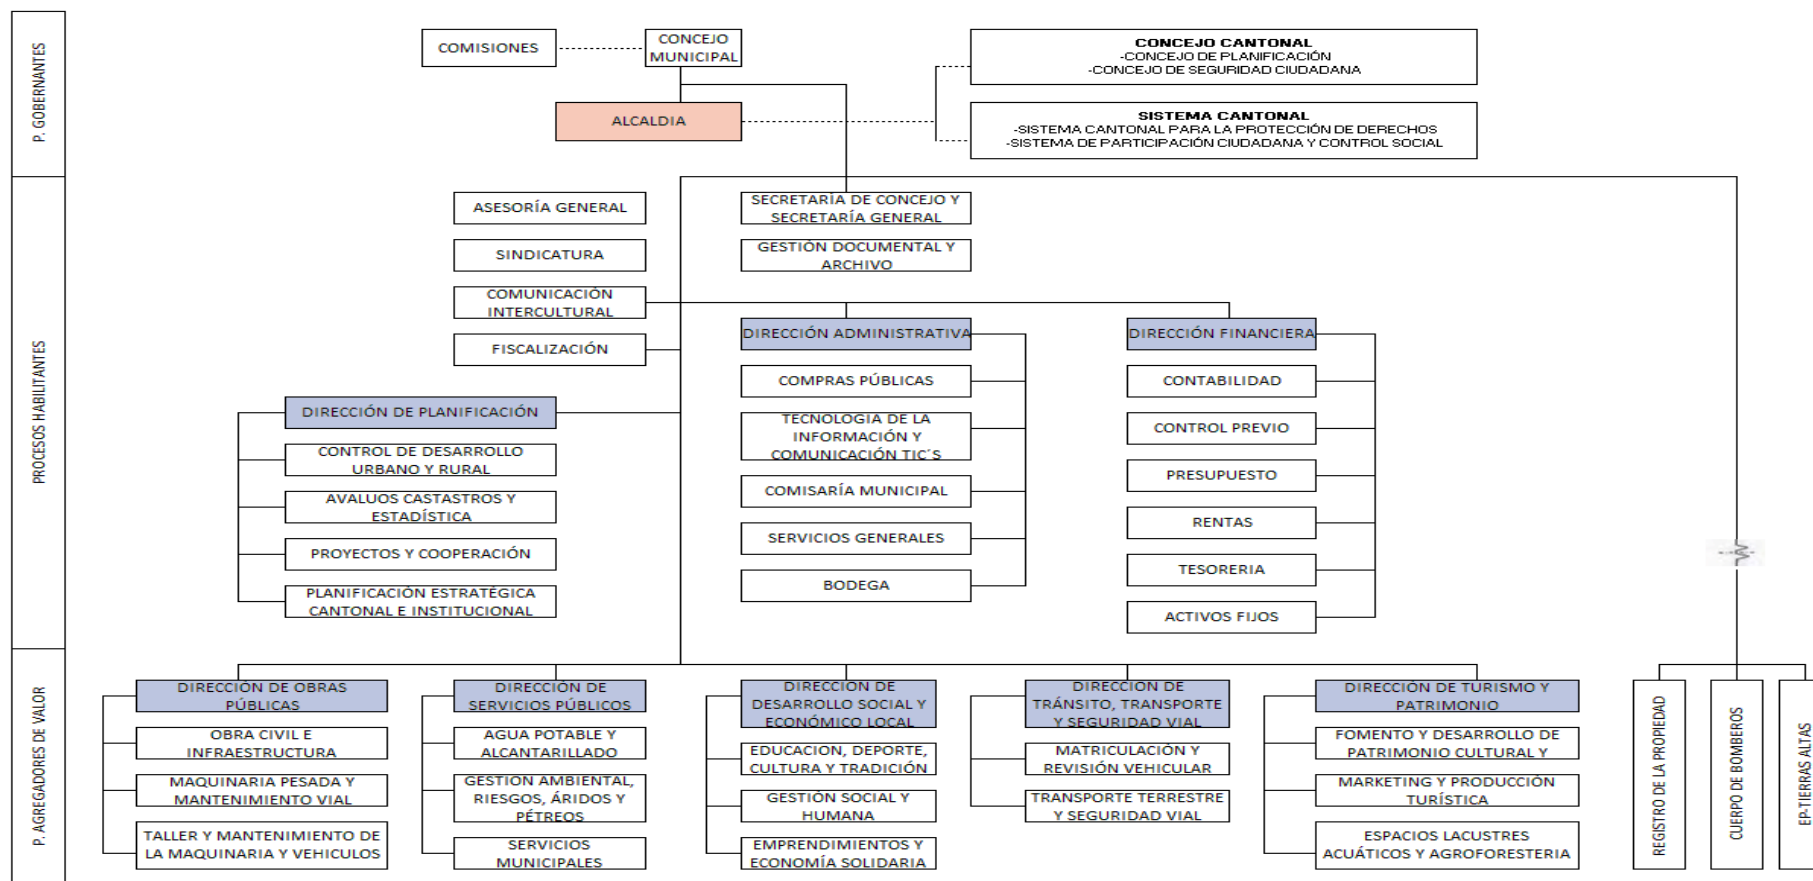 P. GOBERNANTES
COMISIONES
CONCEJO
MUNICIPAL
ALCALDIA
CONCEJO CANTONAL
-CONCEJO DE PLANIFICACIÓN
-CONCEJO DE SEGURIDAD CIUDADANA
SISTEMA CANTONAL
-SISTEMA CANTONAL PARA LA PROTECCIÓN DE DERECHOS
-SISTEMA DE PARTICIPACIÓN CIUDADANA Y CONTROL SOCIAL
PROCESOS HABILITANTES
ASESORÍA GENERAL
SINDICATURA
COMUNICACIÓN
INTERCULTURAL
FISCALIZACIÓN
SECRETARÍA DE CONCEJO Y
SECRETARÍA GENERAL
GESTIÓN DOCUMENTAL Y
ARCHIVO
DIRECCIÓN DE PLANIFICACIÓN
CONTROL DE DESARROLLO
URBANO Y RURAL
AVALUOS CASTASTROS Y
ESTADÍSTICA
PROYECTOS Y COOPERACIÓN
PLANIFICACIÓN ESTRATÉGICA
CANTONAL E INSTITUCIONAL
DIRECCIÓN ADMINISTRATIVA
COMPRAS PÚBLICAS
TECNOLOGIA DE LA
INFORMACIÓN Y
COMUNICACIÓN TIC´S
COMISARÍA MUNICIPAL
SERVICIOS GENERALES
BODEGA
DIRECCIÓN FINANCIERA
CONTABILIDAD
CONTROL PREVIO
PRESUPUESTO
RENTAS
TESORERIA
ACTIVOS FIJOS
P. AGREGADORES DE VALOR
DIRECCIÓN DE OBRAS
PÚBLICAS
OBRA CIVIL E
INFRAESTRUCTURA
MAQUINARIA PESADA Y
MANTENIMIENTO VIAL
TALLER Y MANTENIMIENTO DE
LA MAQUINARIA Y VEHICULOS
DIRECCIÓN DE
SERVICIOS PÚBLICOS
AGUA POTABLE Y
ALCANTARILLADO
GESTION AMBIENTAL,
RIESGOS, ÁRIDOS Y
PÉTREOS
SERVICIOS
MUNICIPALES
DIRECCIÓN DE
DESARROLLO SOCIAL Y
ECONÓMICO LOCAL
EDUCACION, DEPORTE,
CULTURA Y TRADICIÓN
GESTIÓN SOCIAL Y
HUMANA
EMPRENDIMIENTOS Y
ECONOMÍA SOLIDARIA
DIRECCIÓN DE
TRÁNSITO, TRANSPORTE
Y SEGURIDAD VIAL
MATRICULACIÓN Y
REVISIÓN VEHICULAR
TRANSPORTE TERRESTRE
Y SEGURIDAD VIAL
DIRECCIÓN DE TURISMO Y
PATRIMONIO
FOMENTO Y DESARROLLO DE
PATRIMONIO CULTURAL Y
MARKETING Y PRODUCCIÓN
TURÍSTICA
ESPACIOS LACUSTRES
ACUÁTICOS Y AGROFORESTERIA
REGISTRO DE LA PROPIEDAD
CUERPO DE BOMBEROS
EP-TIERRAS ALTAS